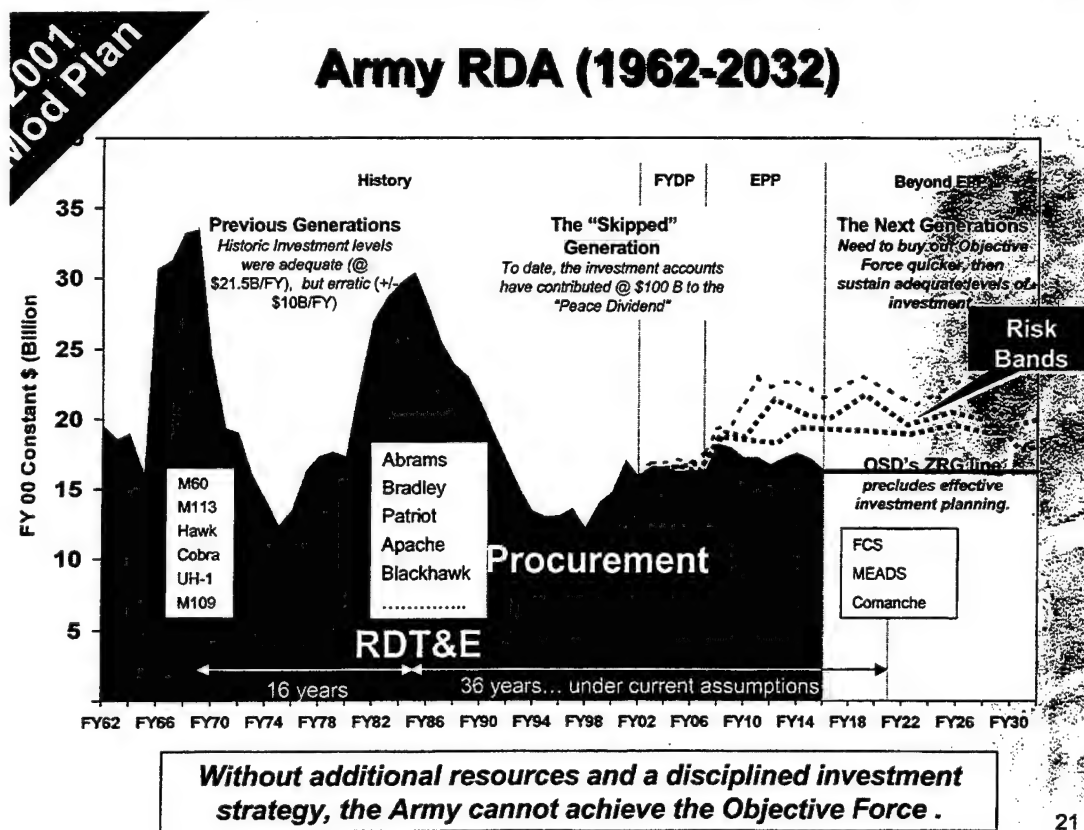 2001
Mod Plan
Army RDA (1962-2032)
FY 00 Constant $ (Billion
35
30
25
20
15
10
5
History
FYDP
EPP
Previous Generations
Historic Investment levels
were adequate (@
$21.5B/FY), but erratic (+/-
$10B/FY)
The "Skipped"
Generation
To date, the investment accounts
have contributed @ $100 B to the
"Peace Dividend"
Beyond EPP
The Next Generations
Need to buy out Objective
Force quicker, then
sustain adequate levels of
investment
Risk
Bands
M60
M113
Hawk
Cobra
UH-1
M109
Abrams
Bradley
Patriot
Apache
Blackhawk
..............
Procurement
RDT&E
OSD's ZRG line
precludes effective
investment planning.
FCS
MEADS
Comanche
16 years
36 years... under current assumptions
FY62 FY66 FY70 FY74 FY78 FY82 FY86 FY90 FY94 FY98 FY02 FY06 FY10 FY14 FY18 FY22 FY26 FY30
Without additional resources and a disciplined investment
strategy, the Army cannot achieve the Objective Force .
21